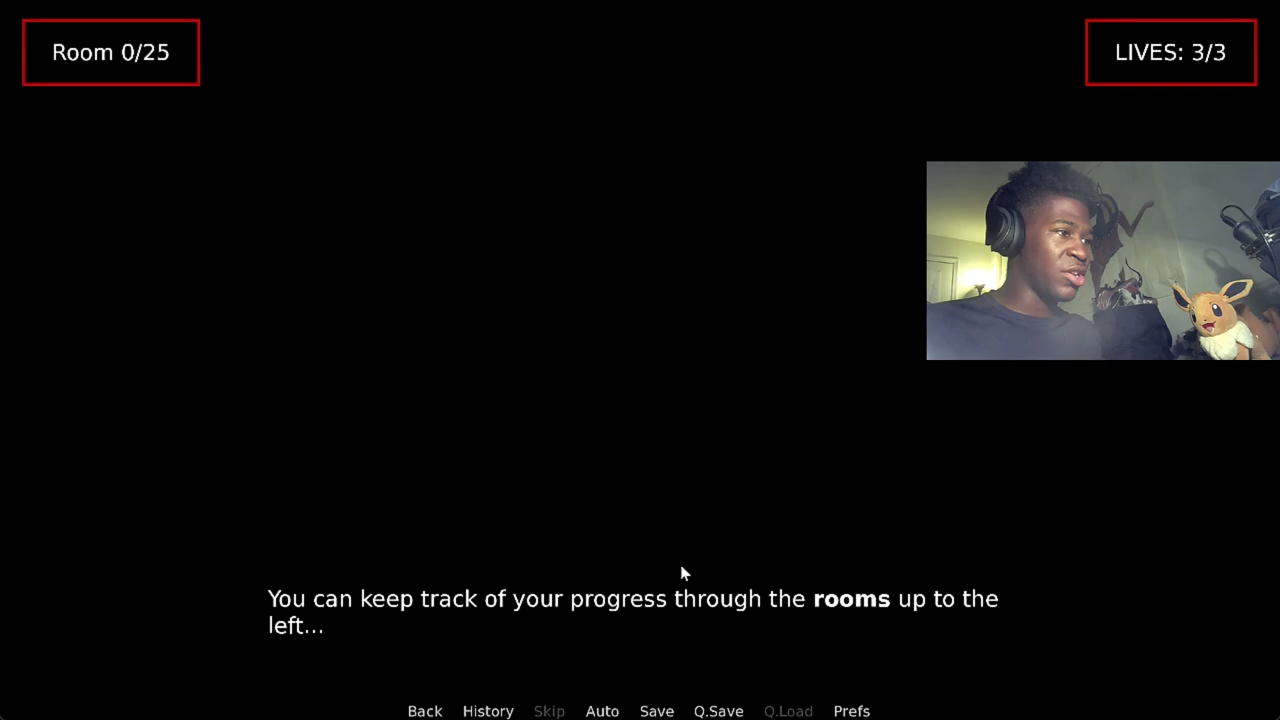 Room 0/25
LIVES: 3/3
You can keep track of your progress through the rooms up to the
left...
Back History Skip Auto Save Q.Save Q.Load Prefs